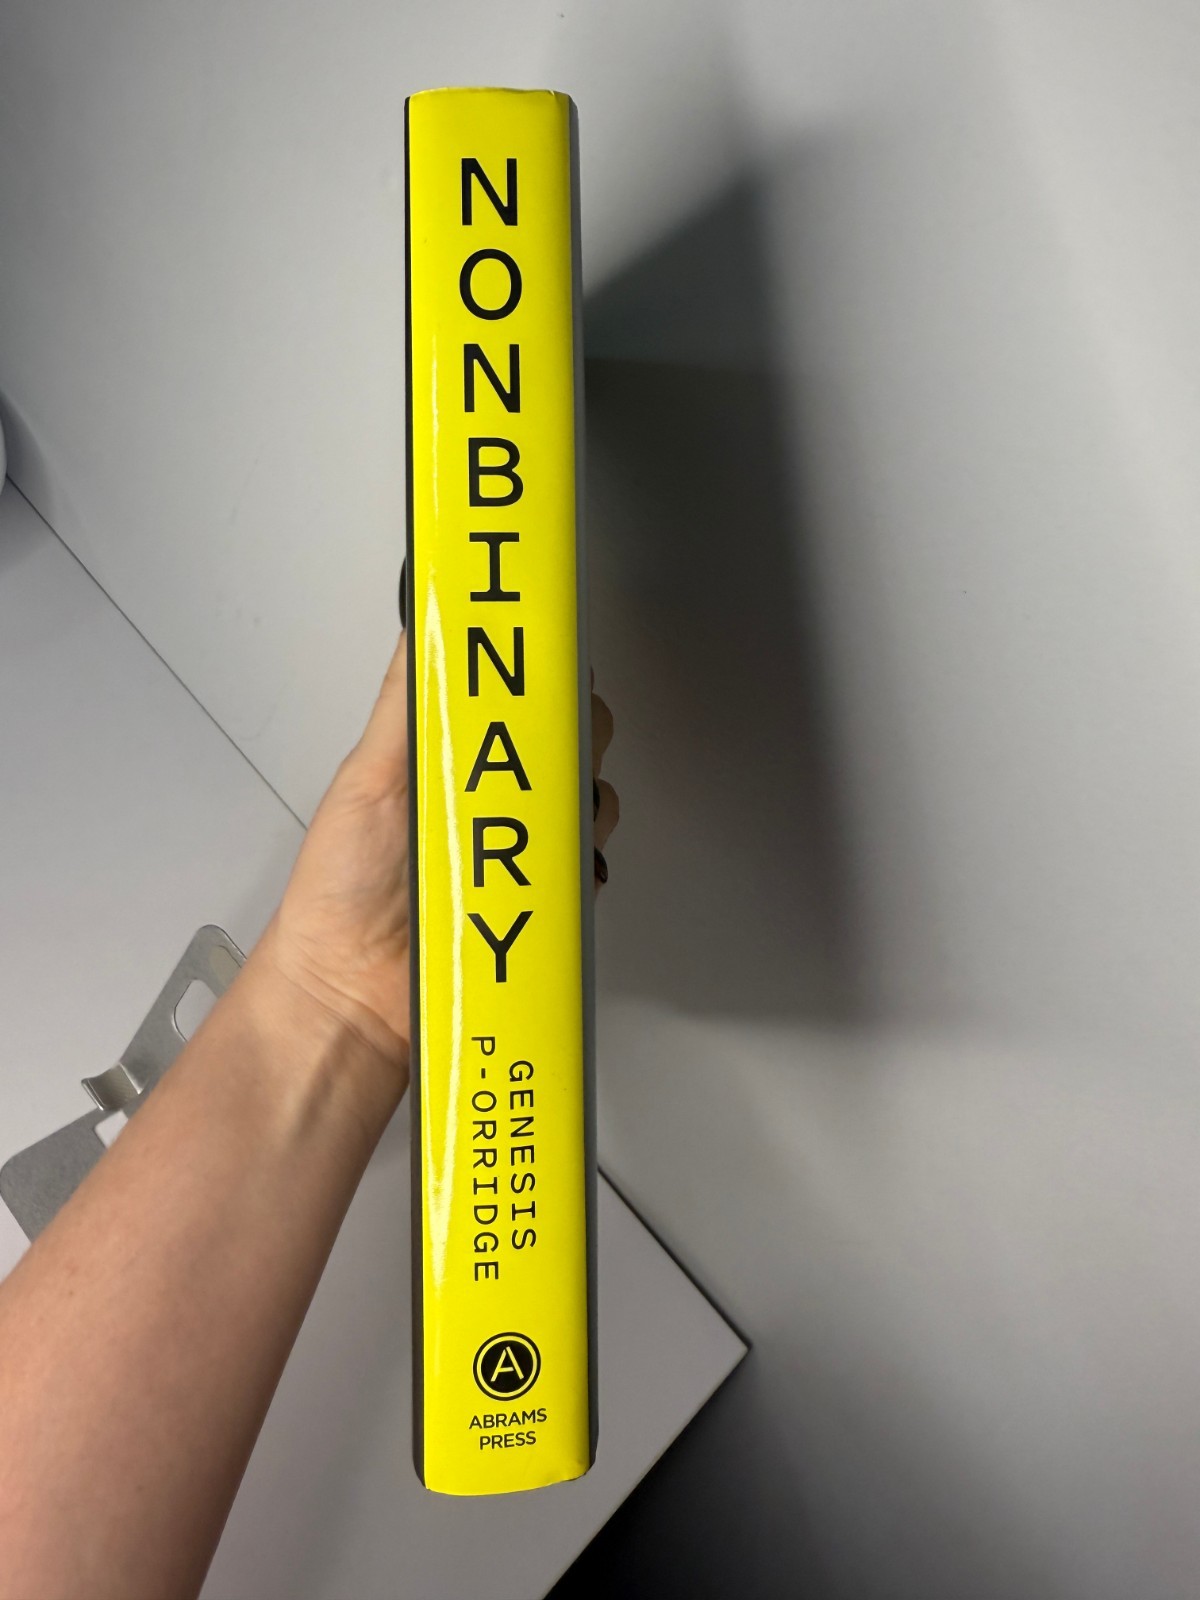 NONBINARY
GENESIS
P-ORRIDGE
A
ABRAMS
PRESS